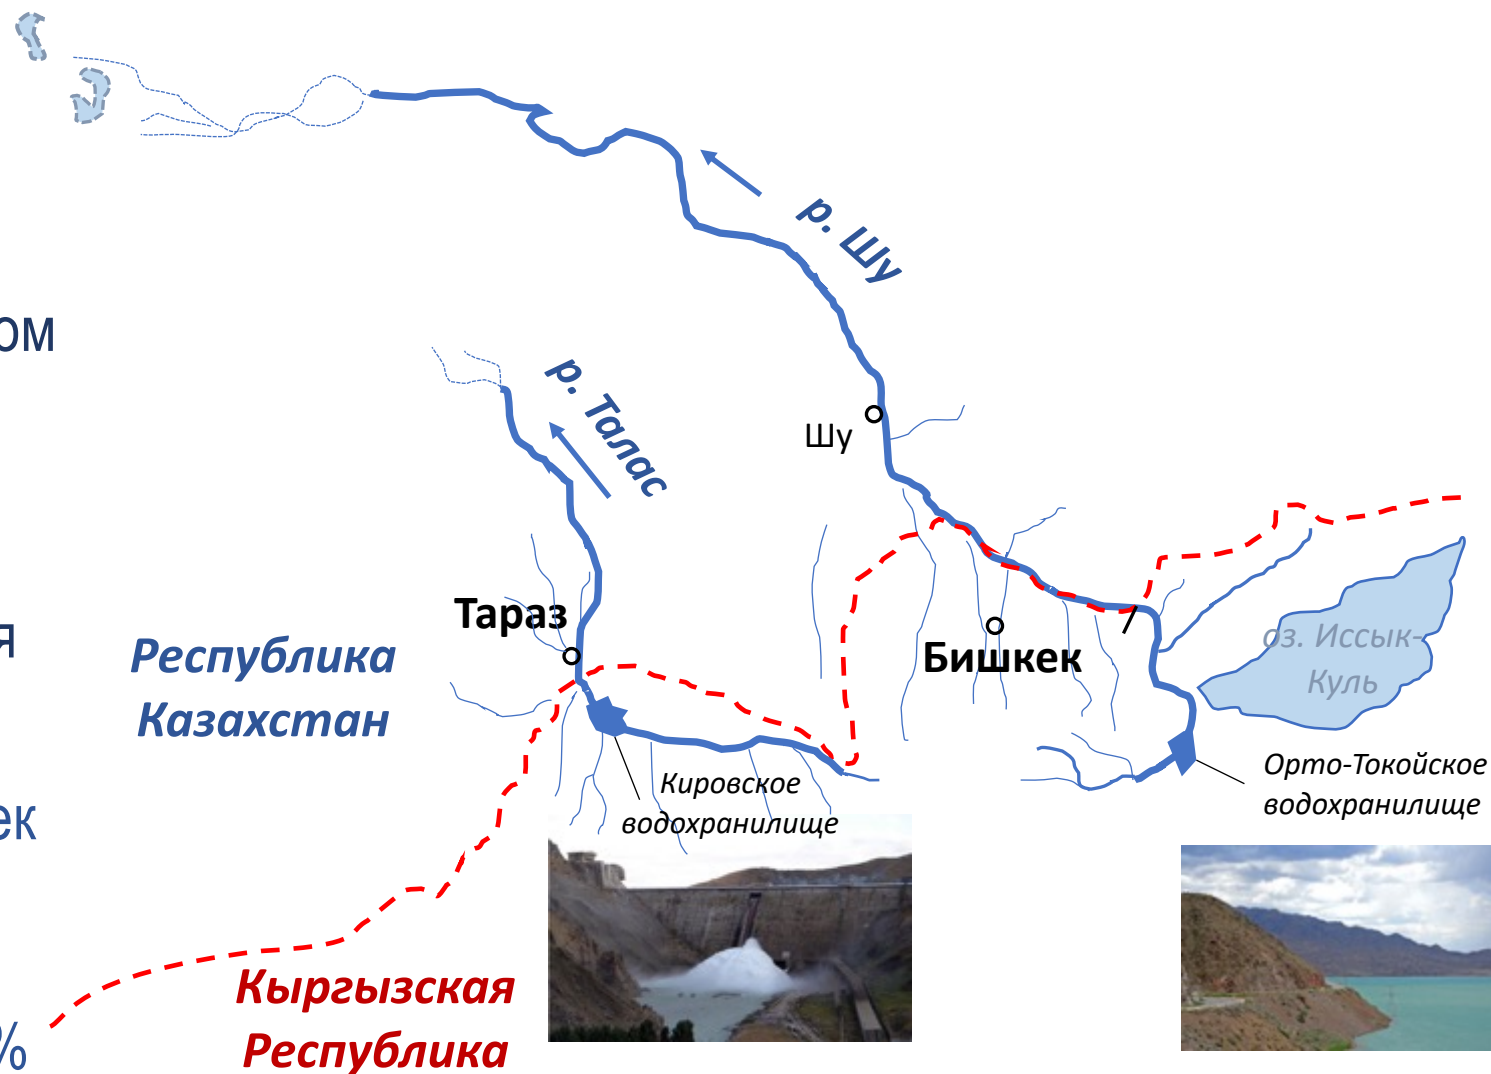 р. Шу
ом
р. Талас
Шу
Тараз
я
Республика
Казахстан
Бишкек
оз. Иссык-
Куль
Кировское
водохранилище
Орто-Токойское
водохранилище
ек
Кыргызская
Республика
%